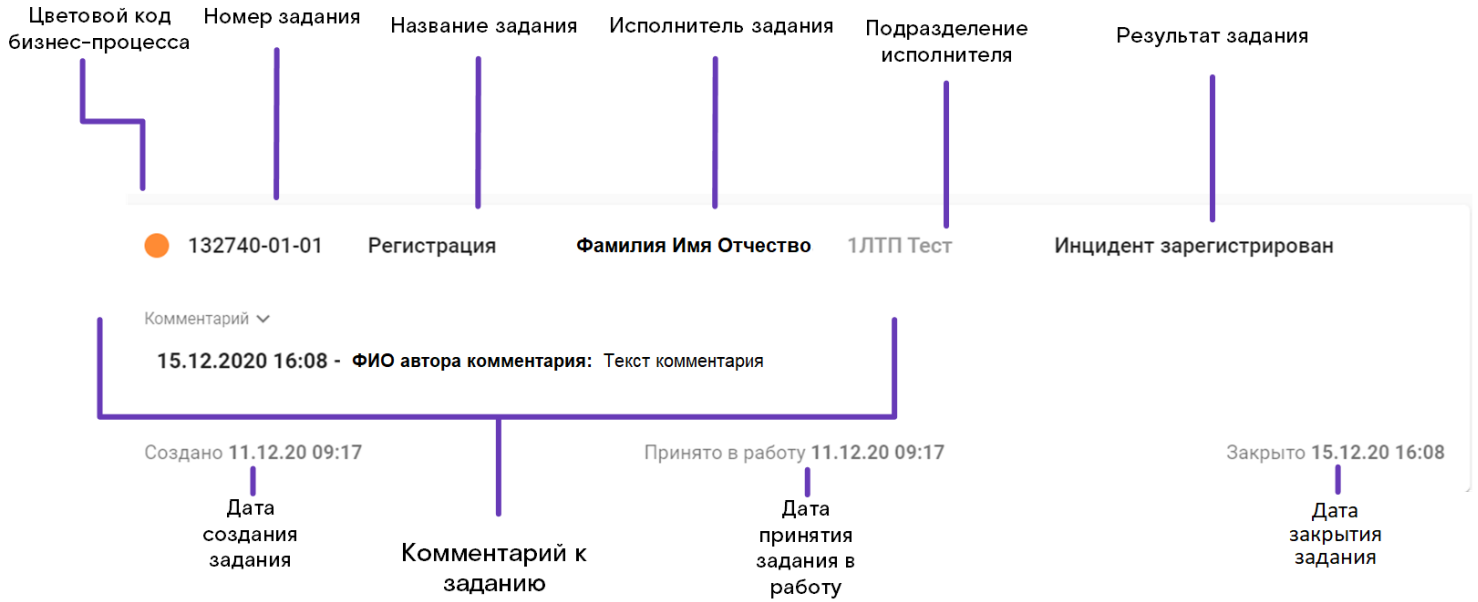 Цветовой код
бизнес-процесса
Номер задания
Название задания
Исполнитель задания
Подразделение
исполнителя
Результат задания
132740-01-01 Регистрация Фамилия Имя Отчество 1ЛТП Тест Инцидент зарегистрирован
Комментарий
15.12.2020 16:08 - ФИО автора комментария: Текст комментария
Создано 11.12.20 09:17 Принято в работу 11.12.20 09:17 Закрыто 15.12.20 16:08
Дата
создания
задания
Комментарий к
заданию
Дата
принятия
задания в
работу
Дата
закрытия
задания